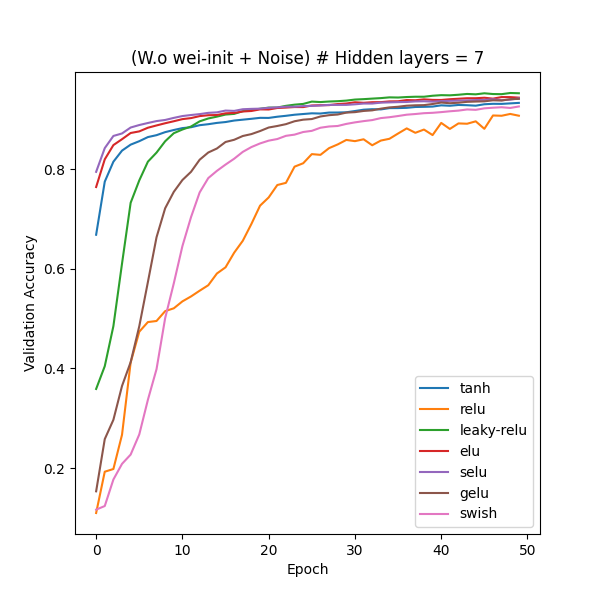 (W.o wei-init + Noise) # Hidden layers = 7
Validation Accuracy
0.8
0.6
0.4
0.2
0
10
20
30
40
50
Epoch
tanh
relu
leaky-relu
elu
selu
gelu
swish